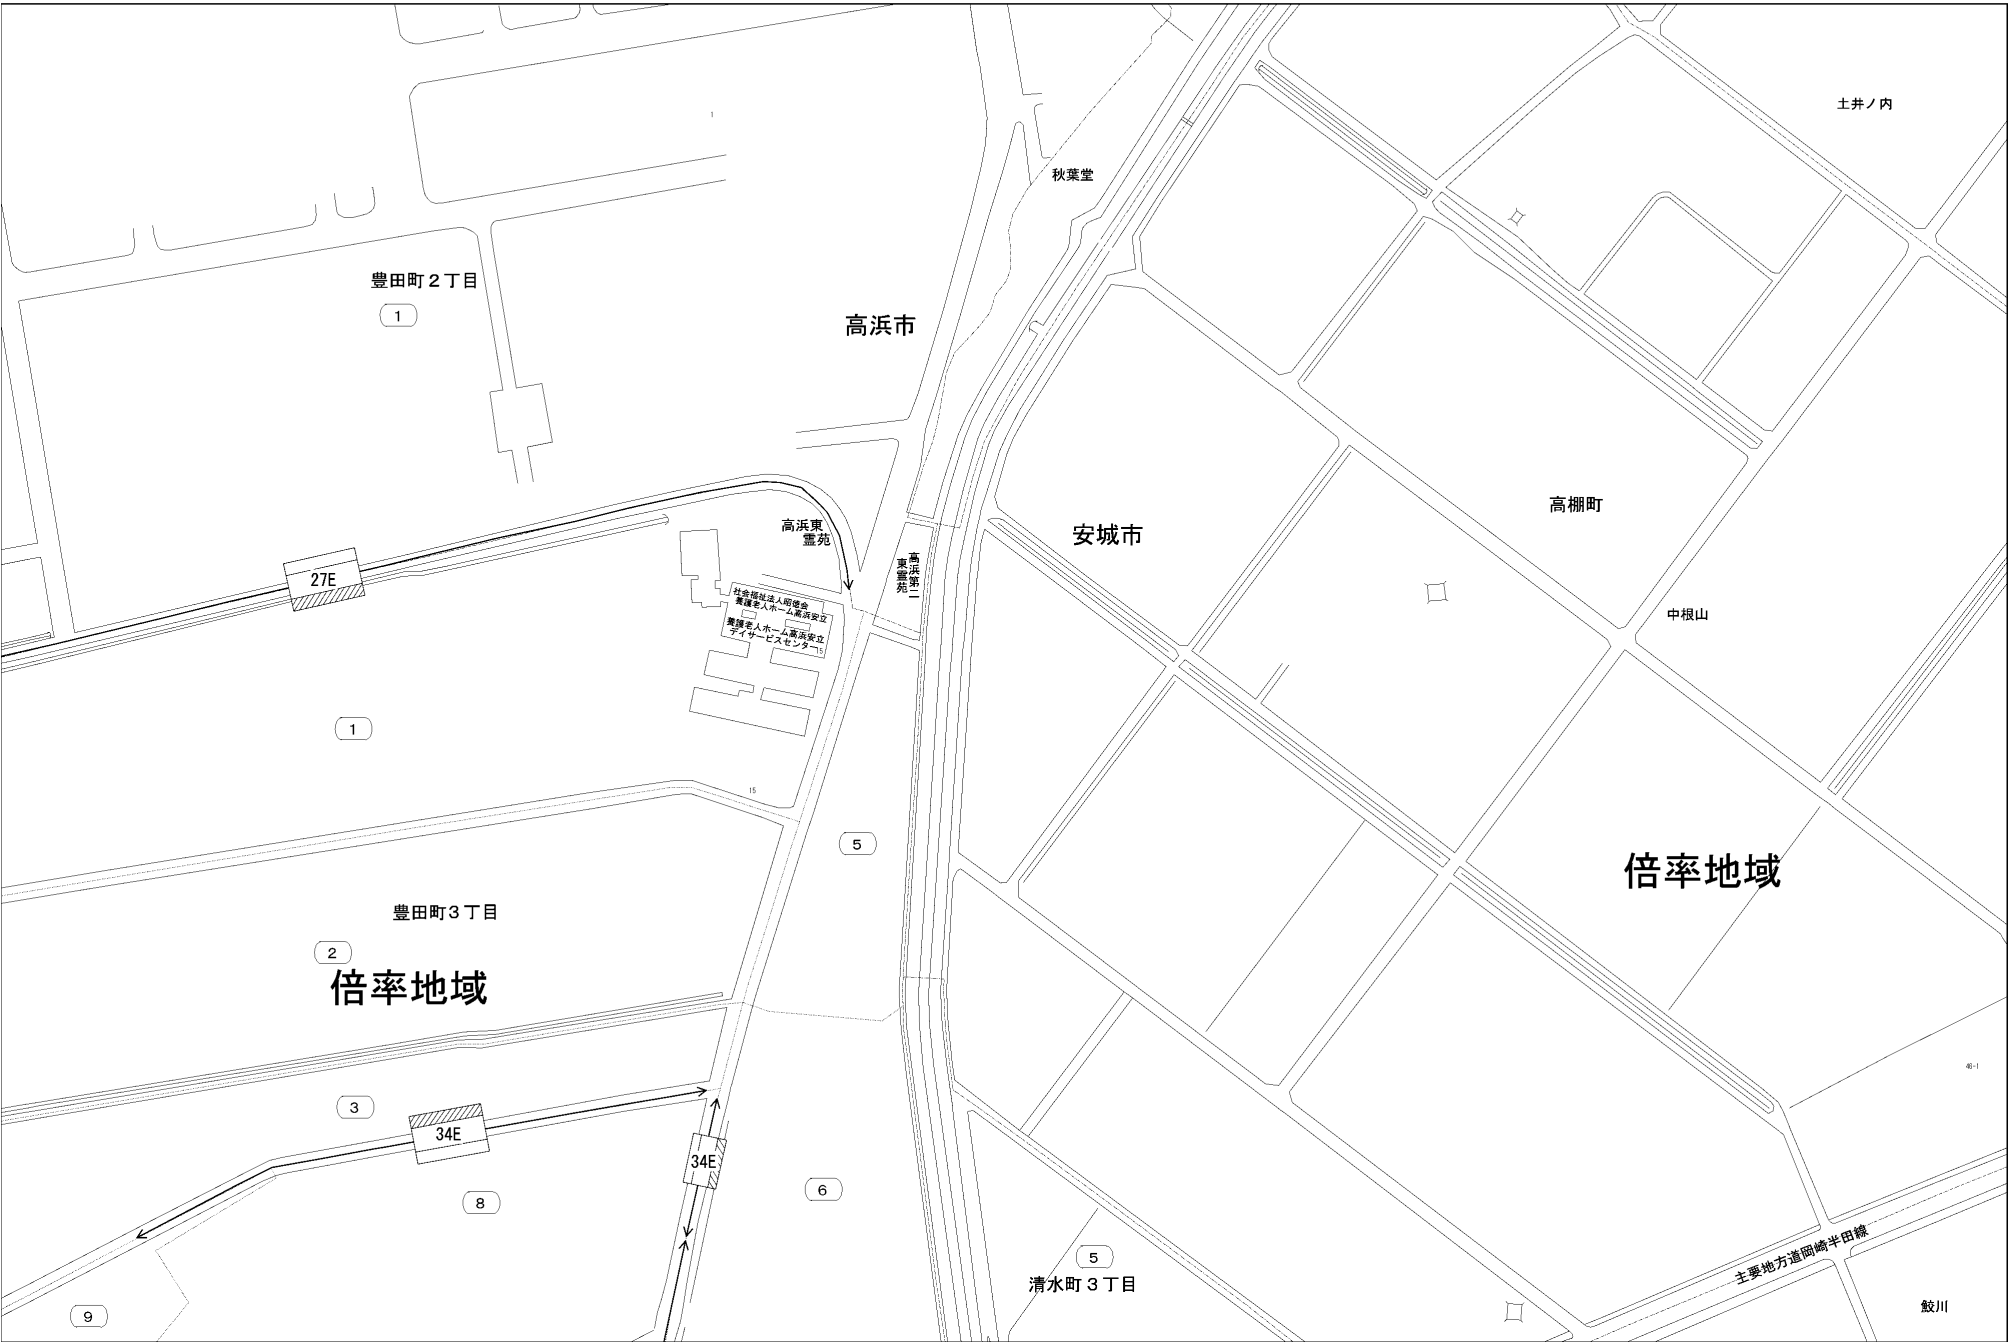 土井ノ内
1
秋葉堂
豊田町2丁目
1
高浜市
高棚町
高浜東
霊苑
安城市
高浜第二
東霊苑
27E
社会福祉法人昭徳会
養護老人ホーム高浜安立
養護老人ホーム高浜安立
デイサービスセンター
15
中根山
1
15
5
倍率地域
豊田町3丁目
2
倍率地域
46-1
3
34E
34E
8
6
5
清水町3丁目
主要地方道岡崎半田線
鮫川
9